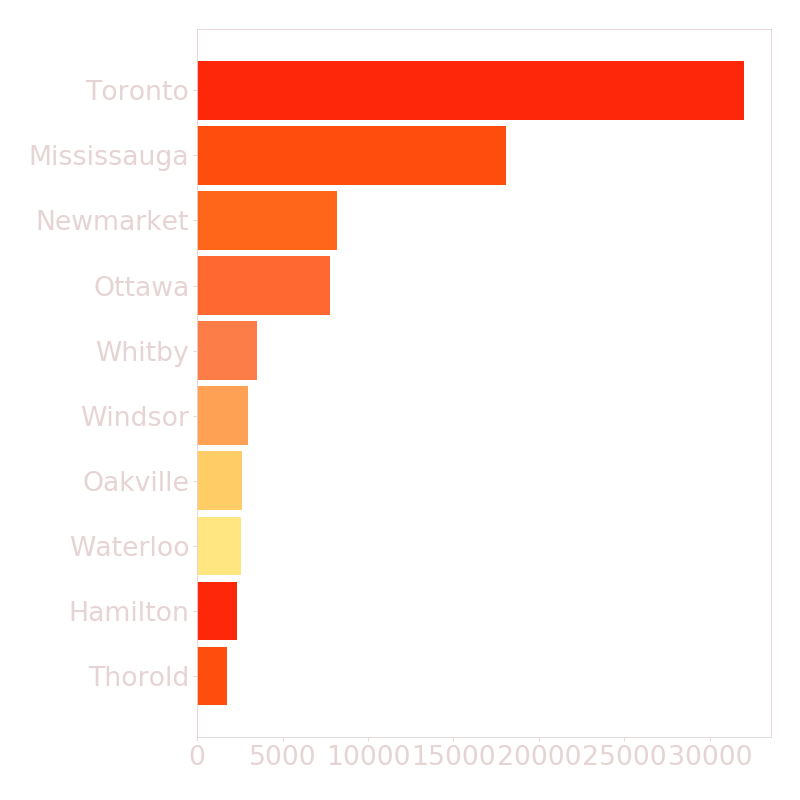 Toronto
Mississauga
Newmarket
Ottawa
Whitby
Windsor
Oakville
Waterloo
Hamilton
Thorold
0 5000 10000 15000 20000 25000 30000